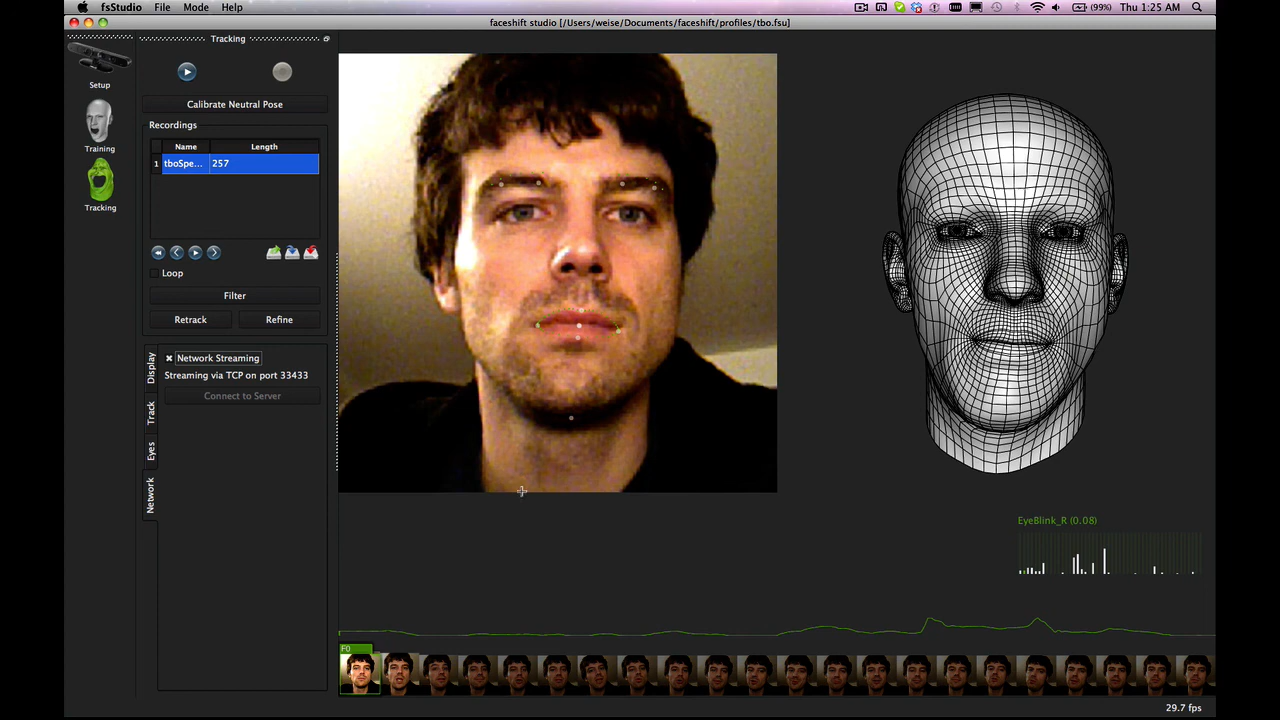 fsStudio File Mode Help (99%) Thu 1:25 AM
faceshift studio [/Users/weise/Documents/faceshift/profiles/tbo.fsu]
Tracking
Setup
Calibrate Neutral Pose
Recordings
Name Length
Training
1 tboSpe... 257
Tracking
Loop
Filter
Retrack Refine
Display
Network Streaming
Streaming via TCP on port 33433
Connect to Server
Track
Eyes
Network
EyeBlink_R (0.08)
F0
29.7 fps